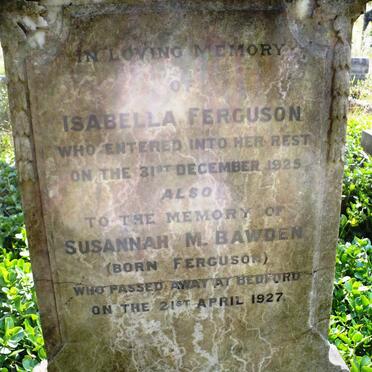 IN LOVING MEMORY
OF
ISABELLA FERGUSON
WHO ENTERED INTO HER REST
ON THE 31ST DECEMBER 1925
ALSO
TO THE MEMORY OF
SUSANNAH M. BAWDEN
(BORN FERGUSON)
WHO PASSED AWAY AT BEDFORD
ON THE 21ST APRIL 1927.